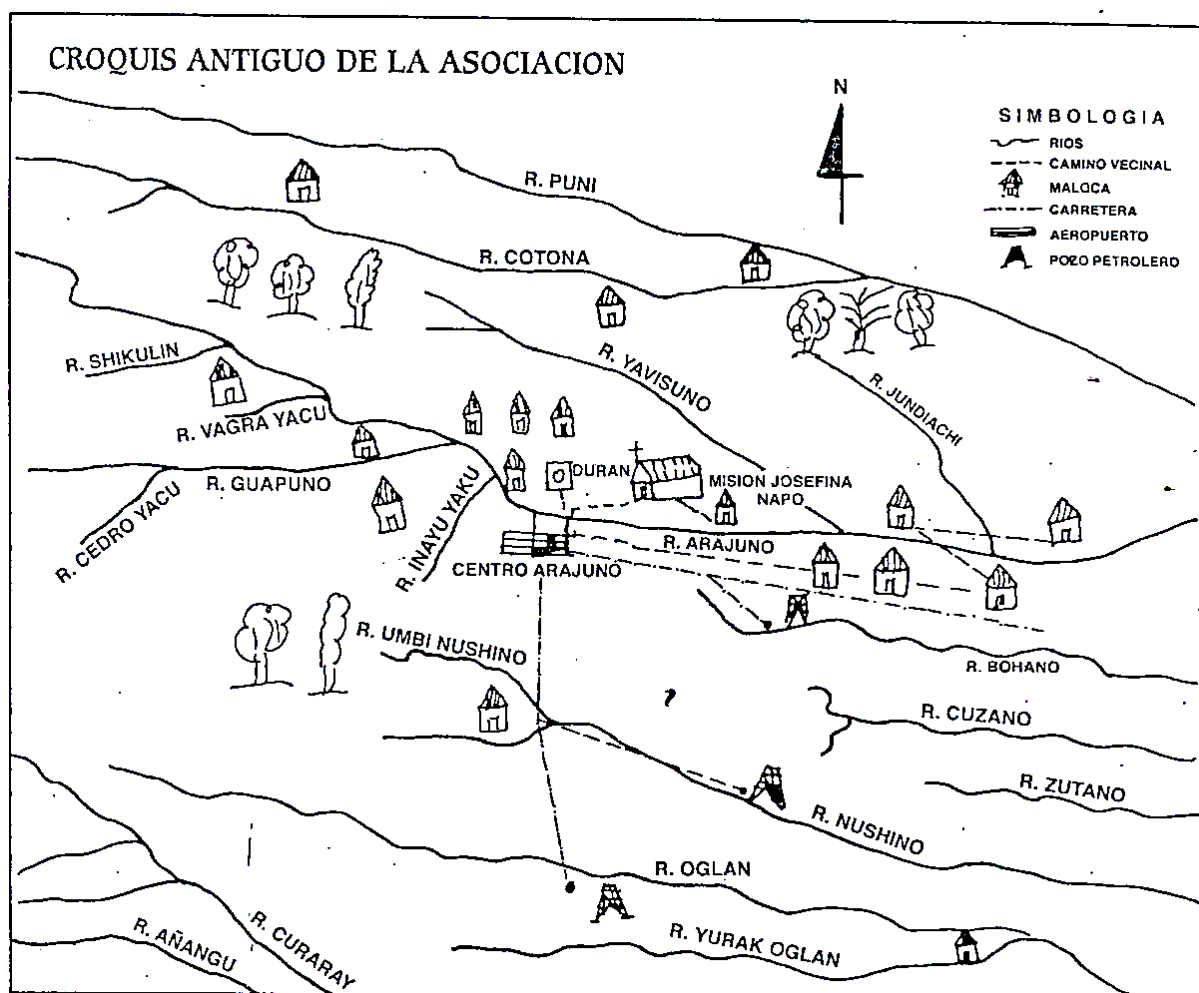 CROQUIS ANTIGUO DE LA ASOCIACION
N
SIMBOLOGIA
RIOS
CAMINO VECINAL
MALOCA
CARRETERA
AEROPUERTO
POZO PETROLERO
R. PUNI
R. COTONA
R. SHIKULIN
R. YAVISUNO
R. JUNDIACHI
R. VAGRA YACU
R. GUAPUNO
DURAN
MISION JOSEFINA
NAPO
R. CEDRO YACU
R. INAYU YAKU
R. ARAJUNO
CENTRO ARAJUNO
R. UMBI NUSHINO
R. BOHANO
R. CUZANO
R. ZUTANO
R. NUSHINO
R. OGLAN
R. CURARAY
R. AÑANGU
R. YURAK OGLAN